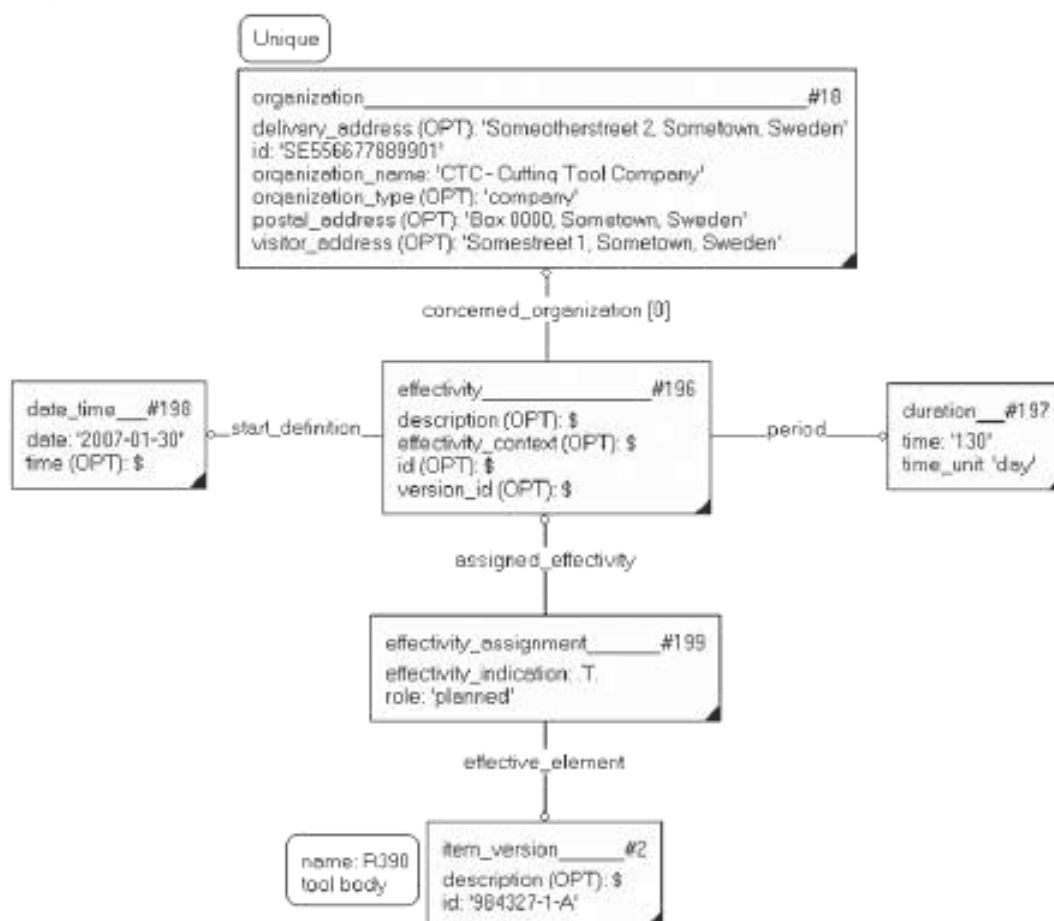 Unique
organization #18
delivery_address (OPT): 'Someotherstreet 2, Sometown, Sweden'
id: 'SE556677889901'
organization_name: 'CTC - Cutting Tool Company'
organization_type (OPT): 'company'
postal_address (OPT): 'Box 0000, Sometown, Sweden'
visitor_address (OPT): 'Somestreet 1, Sometown, Sweden'
concerned_organization [0]
date_time___#198
date: '2007-01-30'
time (OPT): $
start_definition
effectivity #196
description (OPT): $
effectivity_context (OPT): $
id (OPT): $
version_id (OPT): $
period
duration___#197
time: '130'
time_unit 'day'
assigned_effectivity
effectivity_assignment #199
effectivity_indication: .T.
role: 'planned'
effective_element
name: R390
tool body
item_version #2
description (OPT): $
id: '984327-1-A'